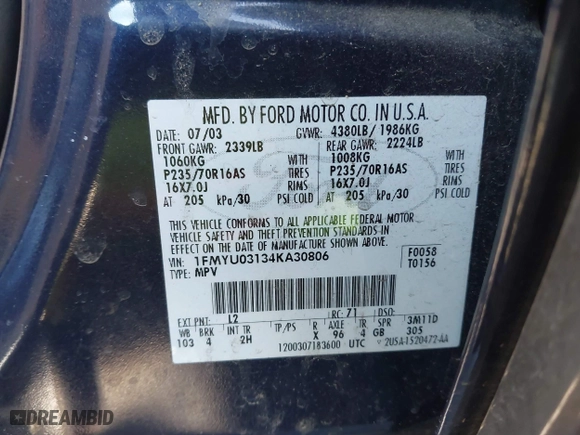 MFD. BY FORD MOTOR CO. IN U.S.A.
DATE: 07/03 GVWR: 4380LB/ 1986KG
FRONT GAWR: 2339LB REAR GAWR: 2224LB
1060KG WITH 1008KG WITH
P235/70R16AS TIRES P235/70R16AS TIRES
16X7.0J RIMS 16X7.0J RIMS
AT 205 kPa/30 PSI COLD AT 205 kPa/30 PSI COLD
THIS VEHICLE CONFORMS TO ALL APPLICABLE FEDERAL MOTOR
VEHICLE SAFETY AND THEFT PREVENTION STANDARDS IN
EFFECT ON THE DATE OF MANUFACTURE SHOWN ABOVE.
VIN: 1FMYU03134KA30806 F0058
TYPE: MPV T0156
EXT PNT: L2 RC: 71 DSO:
WB BRK INT TR TP/PS R AXLE TR SPR 3M11D
103 4 2H X 96 4 GB 305
1200307183600 UTC
DREAMBID